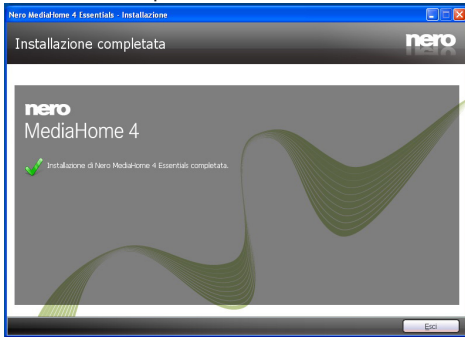 Nero MediaHome 4 Essentials - Installazione
Installazione completata
nero
nero
MediaHome 4
Installazione di Nero MediaHome 4 Essentials completata.
Esci